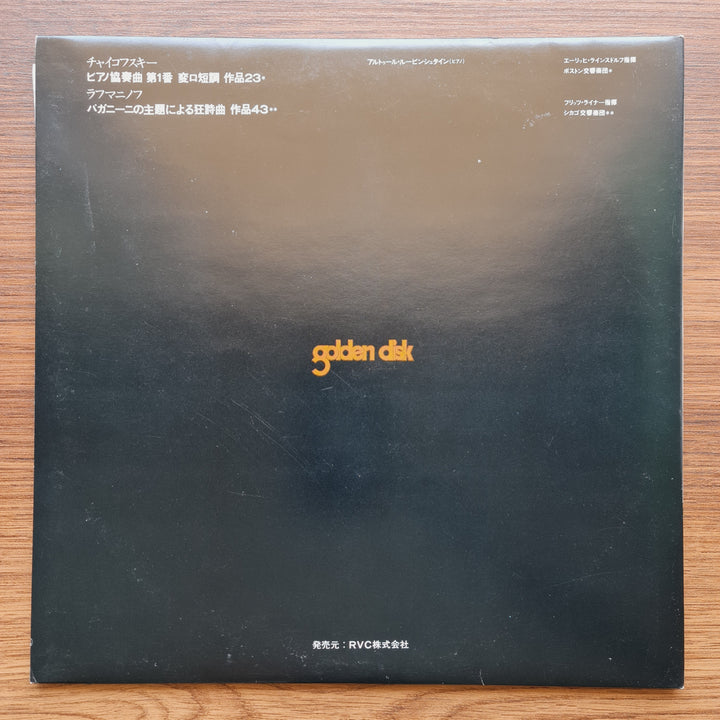 チャイコフスキー
ピアノ協奏曲 第1番 変ロ短調 作品23*
ラフマニノフ
パガニーニの主題による狂詩曲 作品43**
アルトゥール・ルービンシュタイン(ピアノ)
エーリッヒ・ラインスドルフ指揮
ボストン交響楽団*
フリッツ・ライナー指揮
シカゴ交響楽団**
golden disk
発売元:RVC株式会社